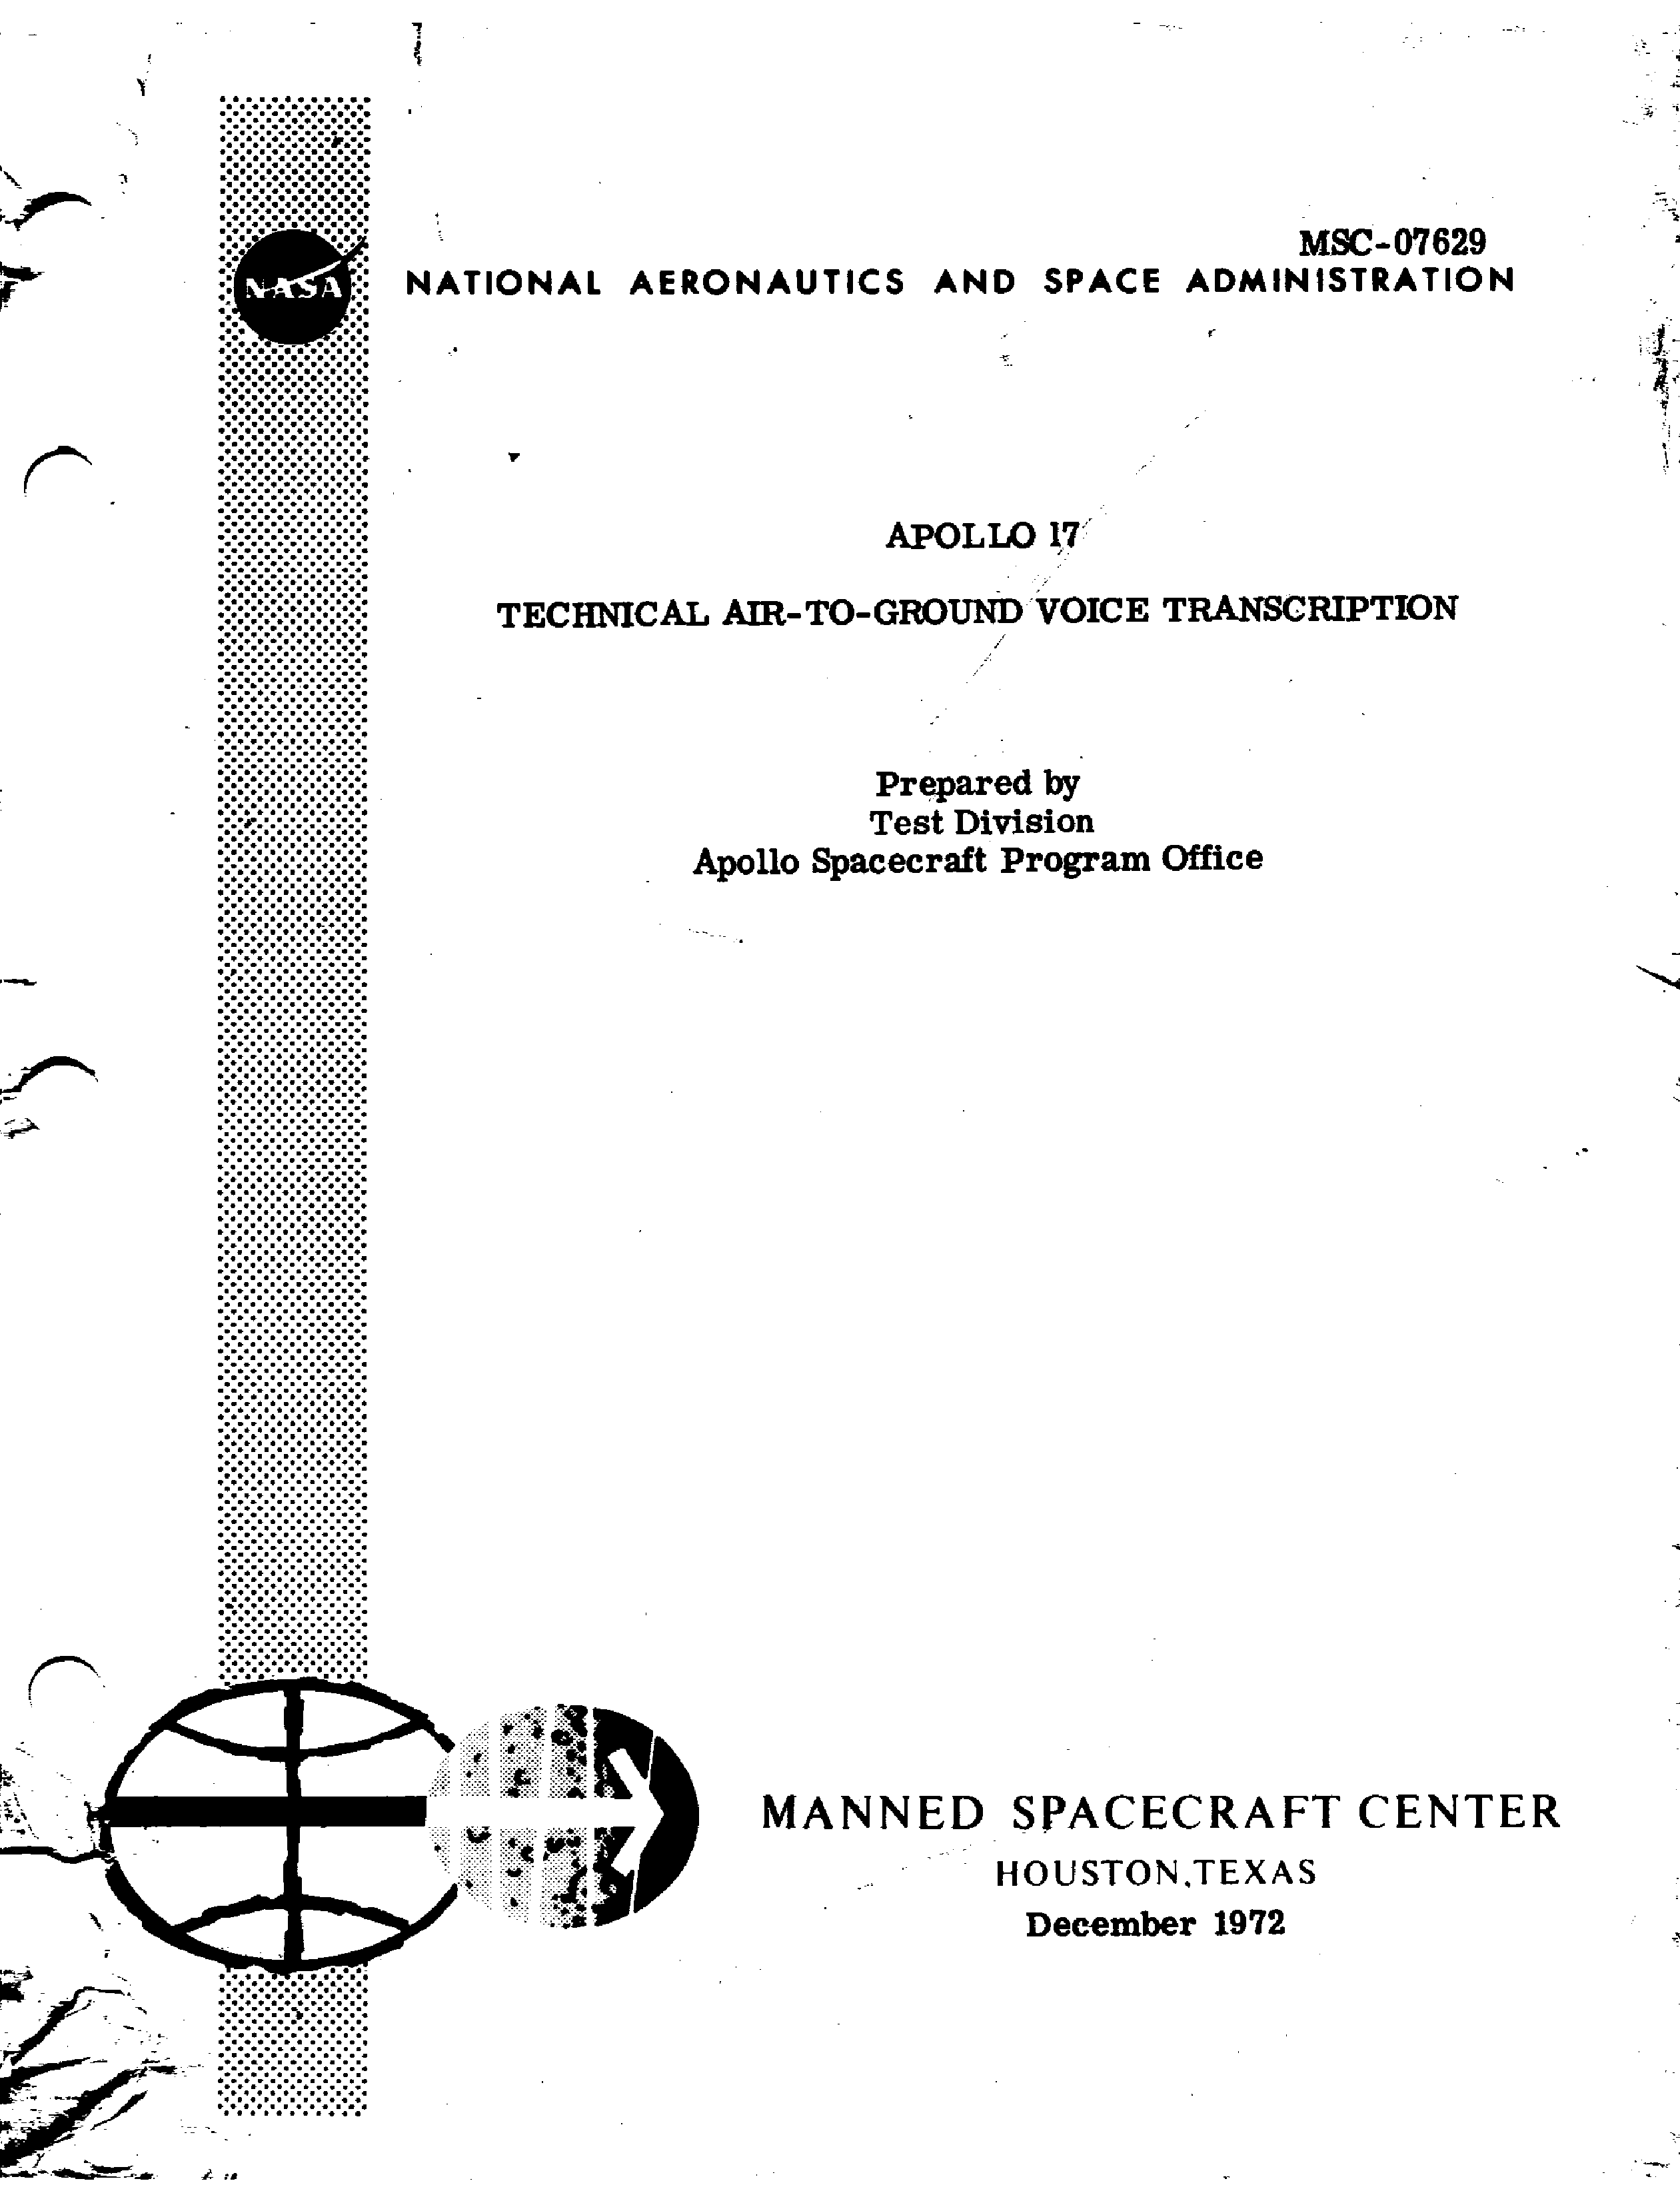 MSC-07629
NASA
NATIONAL AERONAUTICS AND SPACE ADMINISTRATION
APOLLO 17
TECHNICAL AIR-TO-GROUND VOICE TRANSCRIPTION
Prepared by
Test Division
Apollo Spacecraft Program Office
MANNED SPACECRAFT CENTER
HOUSTON, TEXAS
December 1972